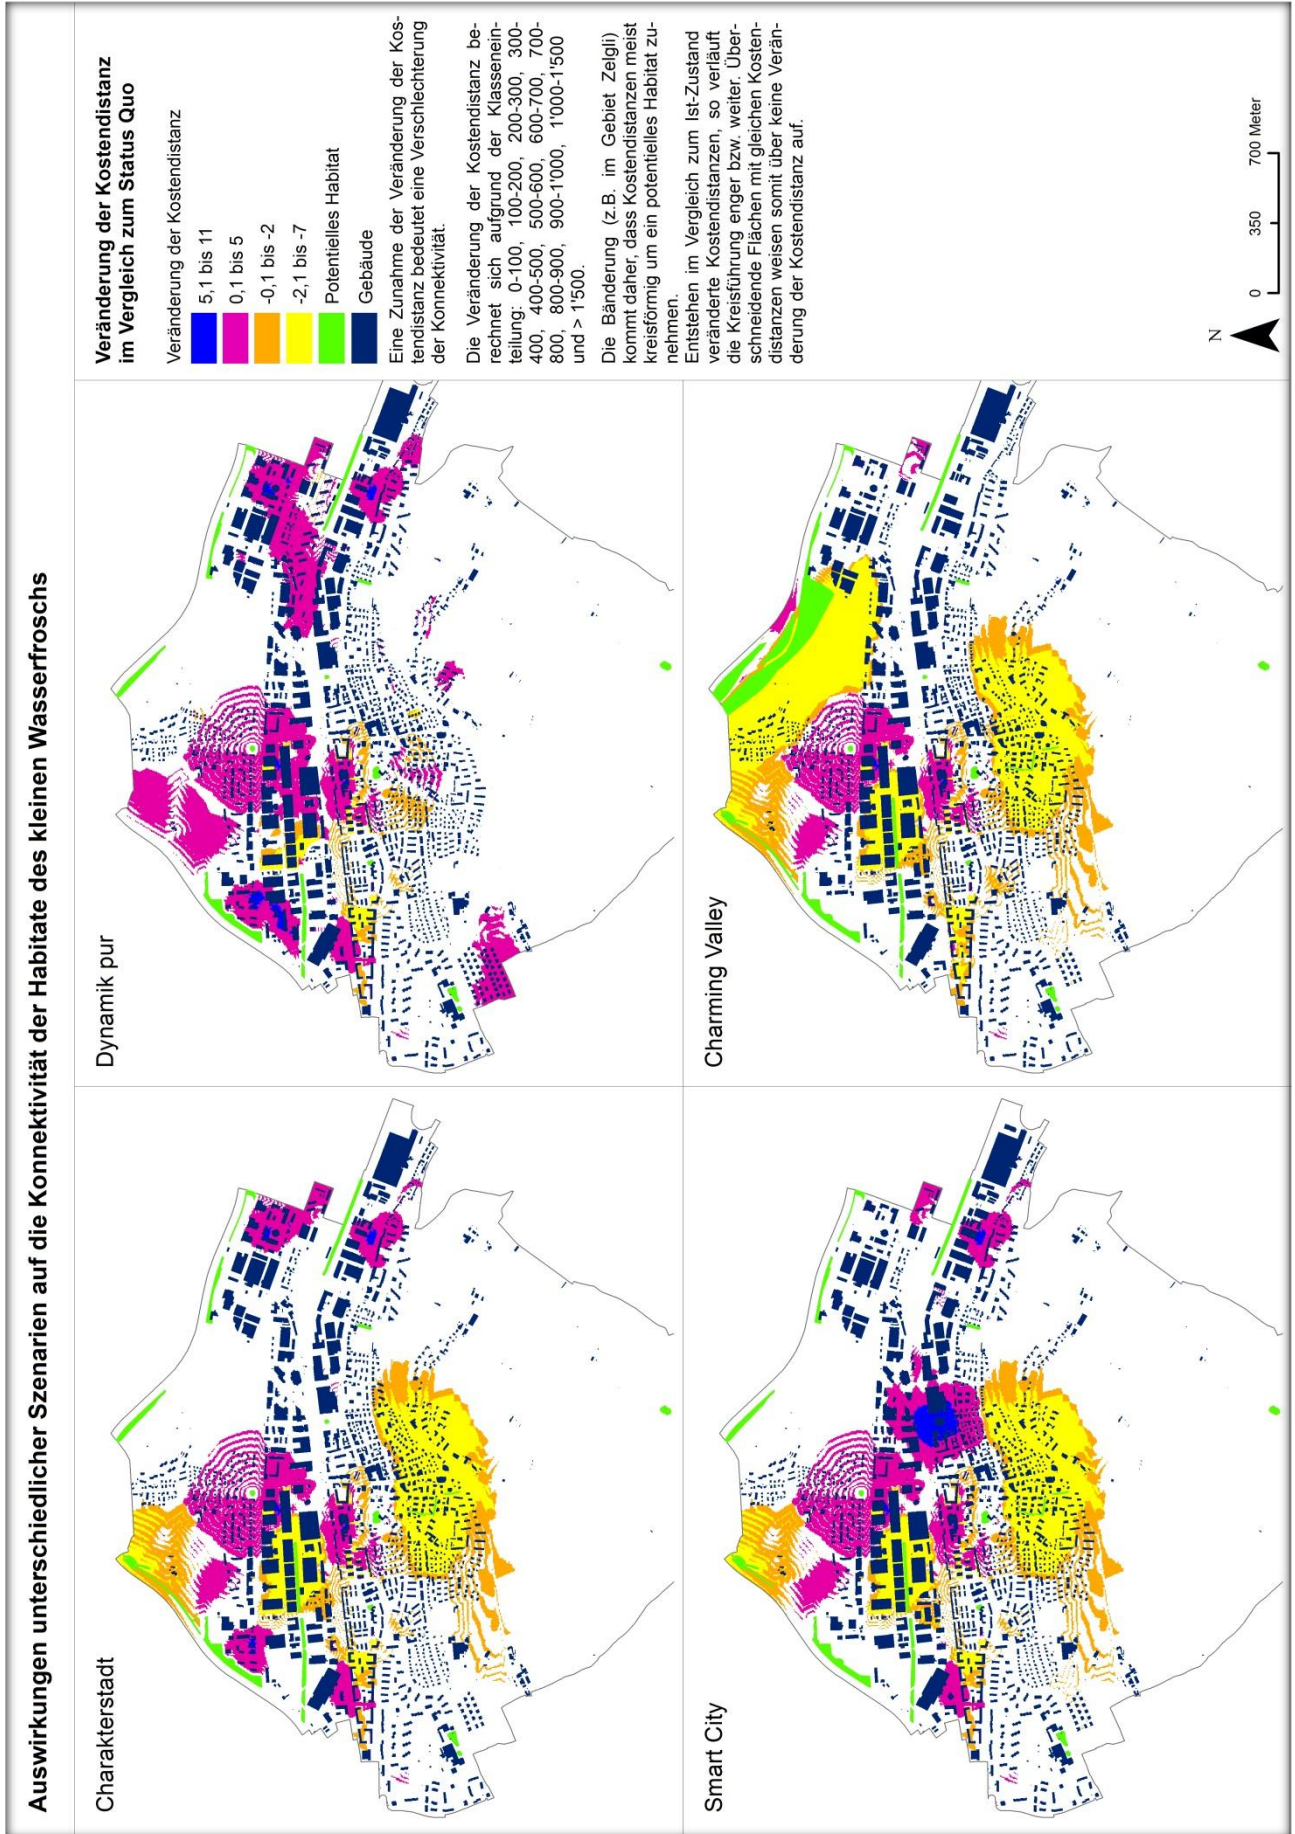 Auswirkungen unterschiedlicher Szenarien auf die Konnektivität der Habitate des kleinen Wasserfroschs
Charakterstadt
Dynamik pur
Smart City
Charming Valley
Veränderung der Kostendistanz
im Vergleich zum Status Quo
Veränderung der Kostendistanz
5,1 bis 11
0,1 bis 5
-0,1 bis -2
-2,1 bis -7
Potentielles Habitat
Gebäude
Eine Zunahme der Veränderung der Kos-
tendistanz bedeutet eine Verschlechterung
der Konnektivität.
Die Veränderung der Kostendistanz be-
rechnet sich aufgrund der Klassenein-
teilung: 0-100, 100-200, 200-300, 300-
400, 400-500, 500-600, 600-700, 700-
800, 800-900, 900-1'000, 1'000-1'500
und > 1'500.
Die Bänderung (z.B. im Gebiet Zelgli)
kommt daher, dass Kostendistanzen meist
kreisförmig um ein potentielles Habitat zu-
nehmen.
Entstehen im Vergleich zum Ist-Zustand
veränderte Kostendistanzen, so verläuft
die Kreisführung enger bzw. weiter. Über-
schneidende Flächen mit gleichen Kosten-
distanzen weisen somit über keine Verän-
derung der Kostendistanz auf.
N
0 350 700 Meter